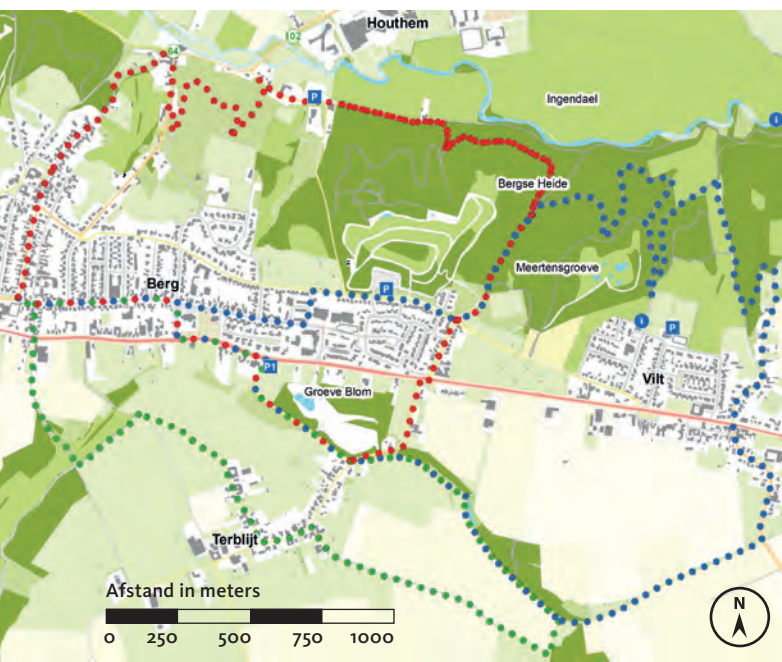 Houthem
102
64
P
Ingendael
i
Bergse Heide
Meertensgroeve
Berg
P
i
P
P1
Vilt
Groeve Blom
Terblijt
Afstand in meters
0 250 500 750 1000
N